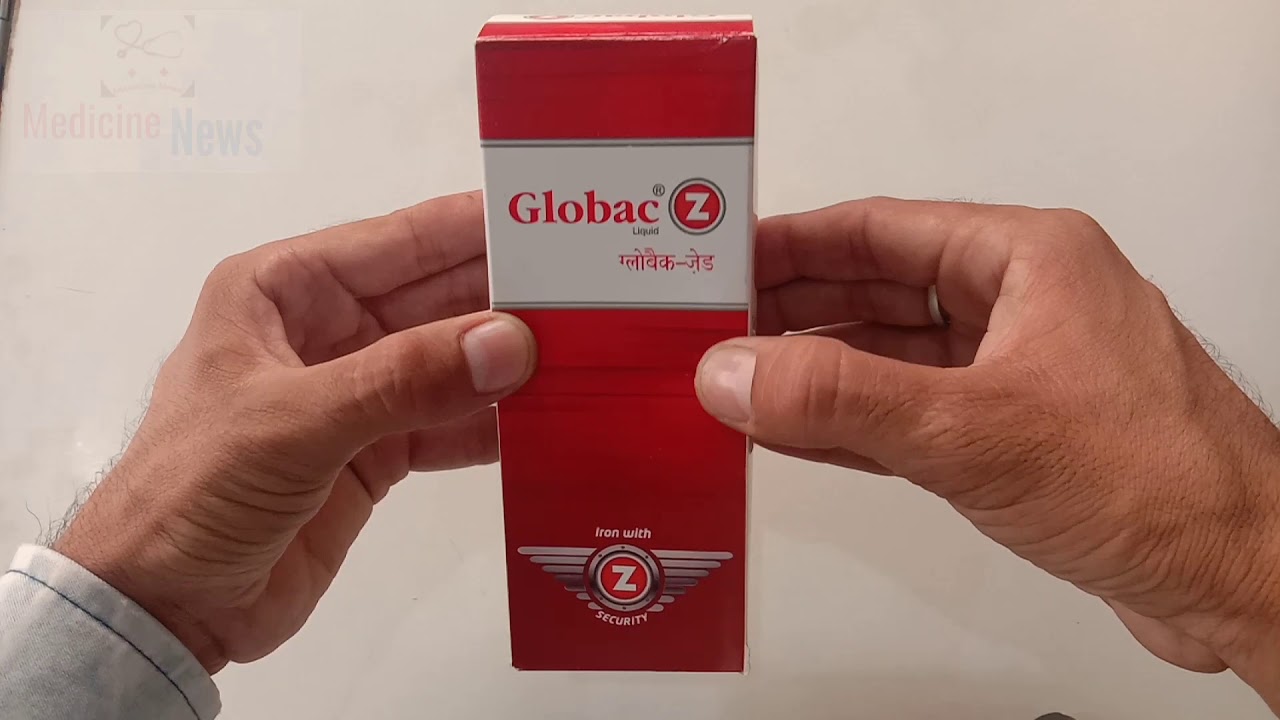 Medicine News
Globac® Z
Liquid
ग्लोबैक-ज़ेड
Iron with
Z
SECURITY